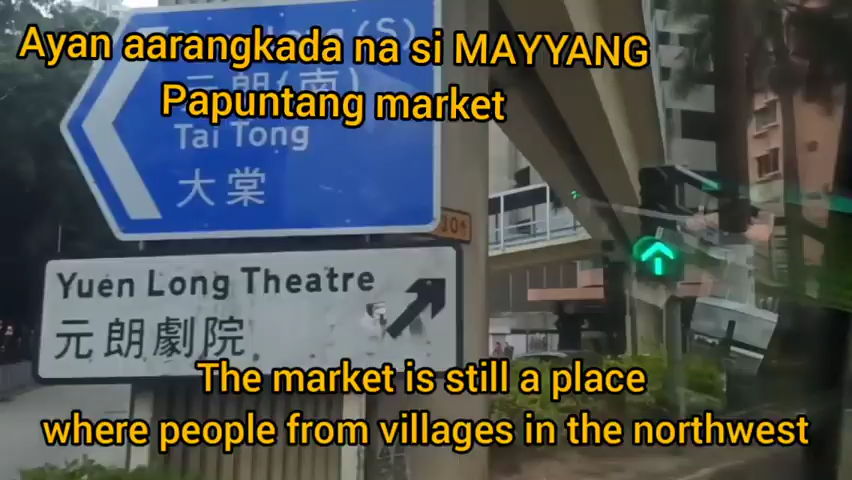 Ayan aarangkada na si MAYYANG
(S)
元朗(南)
Papuntang market
Tai Tong
大棠
Yuen Long Theatre
元朗劇院
The market is still a place
where people from villages in the northwest